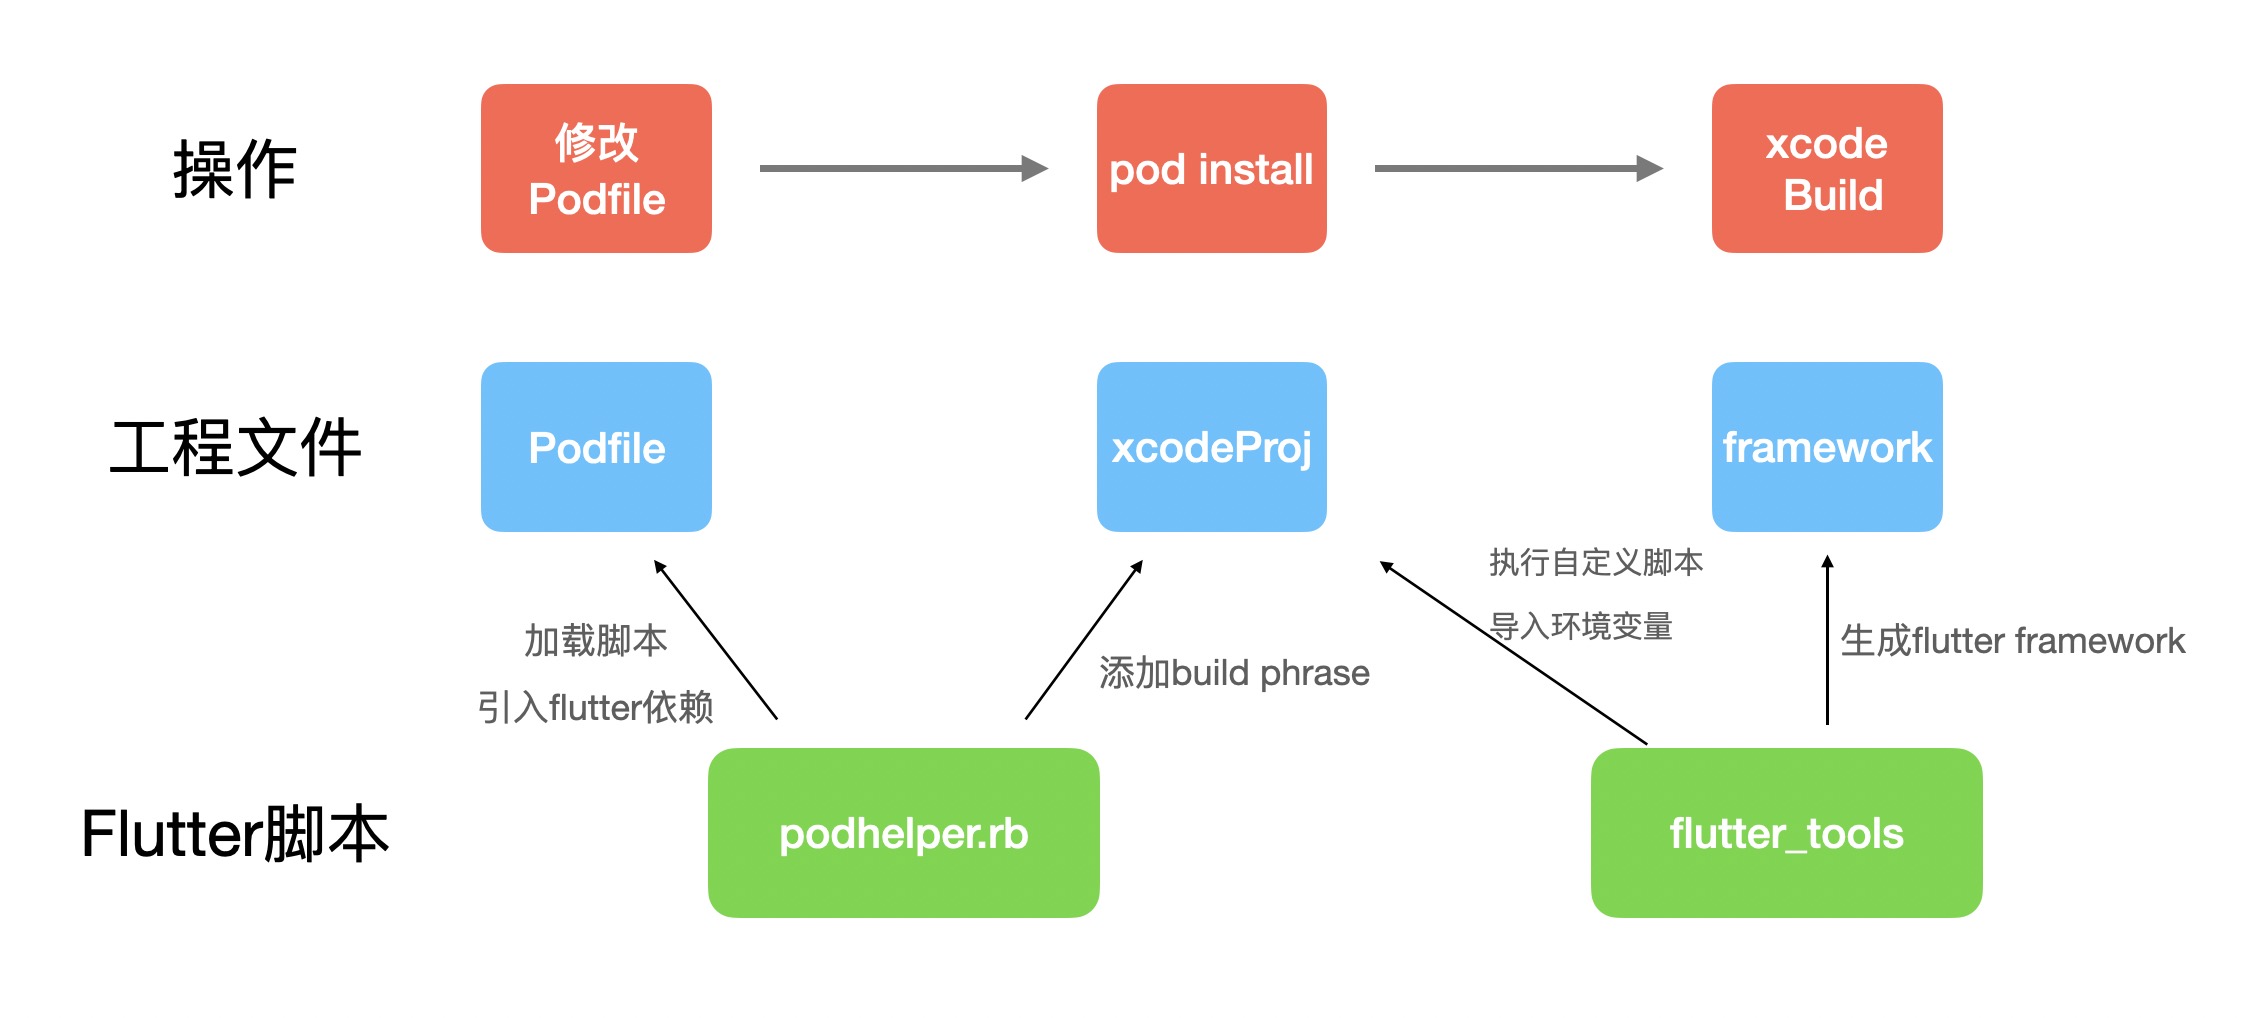 操作
修改
Podfile
pod install
xcode
Build
工程文件
Podfile
xcodeProj
framework
加载脚本
引入flutter依赖
添加build phrase
执行自定义脚本
导入环境变量
生成flutter framework
Flutter脚本
podhelper.rb
flutter_tools